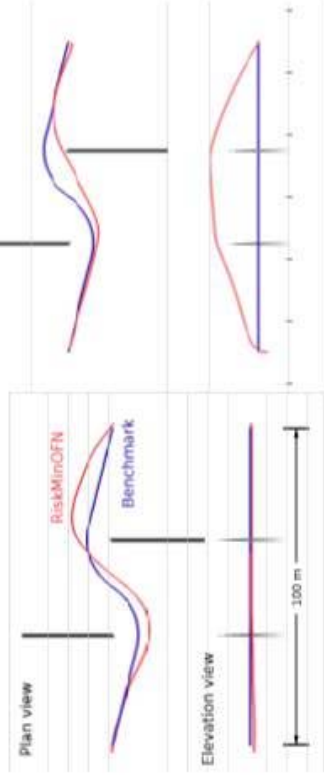 Plan view
RiskMinOFN
Benchmark
Elevation view
100 m